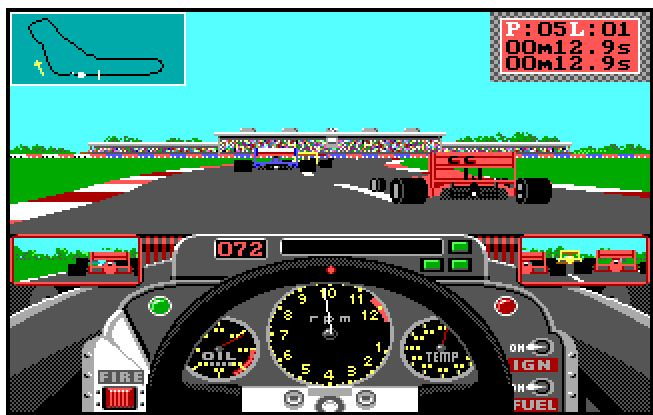 P:05L:01
00m12.9s
00m12.9s
072
10
9 11
8 12
rpm
7 1
6 2
5 3
4
OIL
TEMP
ON
IGN
FIRE
ON
FUEL